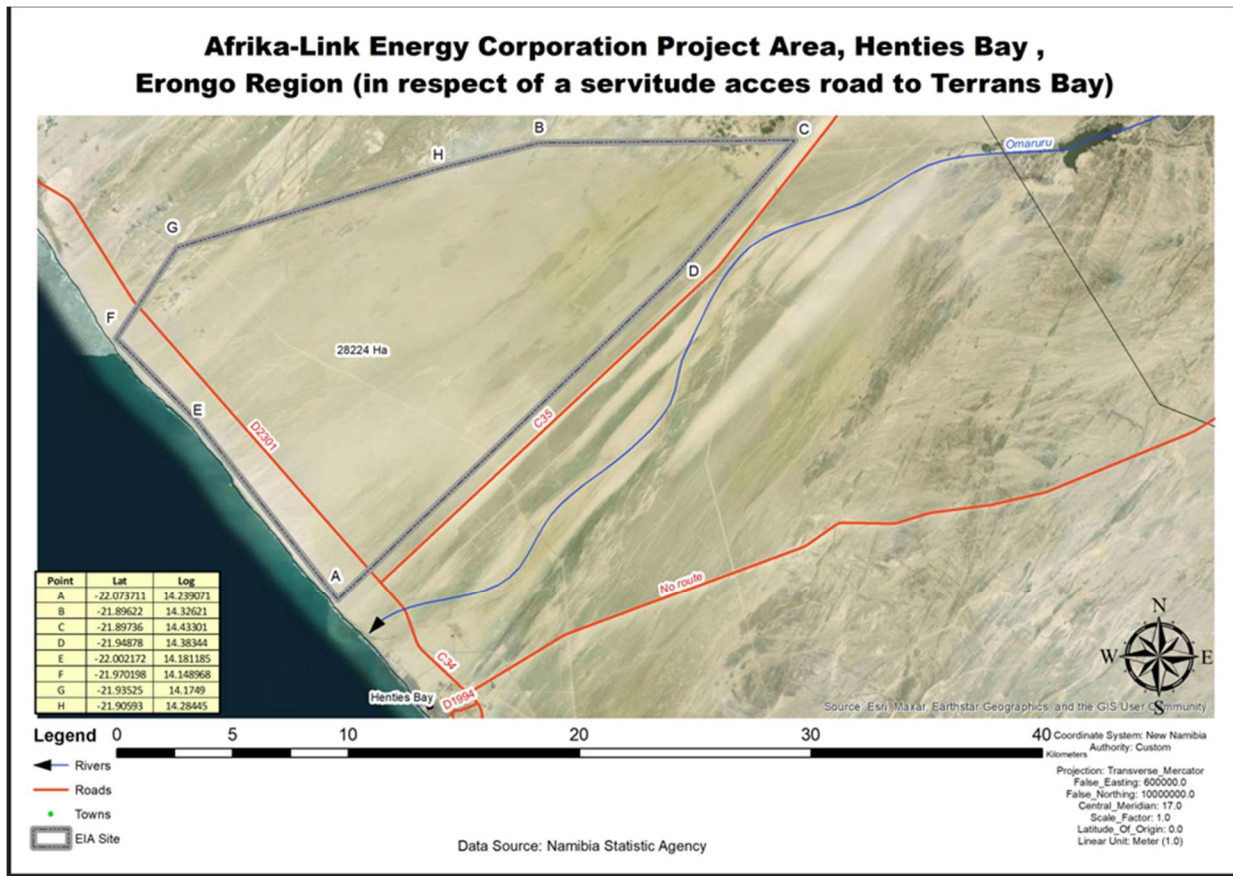 Afrika-Link Energy Corporation Project Area, Henties Bay ,
Erongo Region (in respect of a servitude acces road to Terrans Bay)
B
C
H
Omaruru
G
D
F
28224 Ha
E
D2301
C35
A
No route
C34
Henties Bay
D1994
N
W E
S
Point Lat Log
A -22.073711 14.239071
B -21.89622 14.32621
C -21.89736 14.43301
D -21.94878 14.38344
E -22.002172 14.181185
F -21.970198 14.148968
G -21.93525 14.1749
H -21.90593 14.28445
Source: Esri, Maxar, Earthstar Geographics, and the GIS User Community
Legend
0 5 10 20 30 40
Kilometers
Rivers
Roads
Towns
EIA Site
Data Source: Namibia Statistic Agency
Coordinate System: New Namibia
Authority: Custom
Projection: Transverse_Mercator
False_Easting: 600000.0
False_Northing: 10000000.0
Central_Meridian: 17.0
Scale_Factor: 1.0
Latitude_Of_Origin: 0.0
Linear Unit: Meter (1.0)